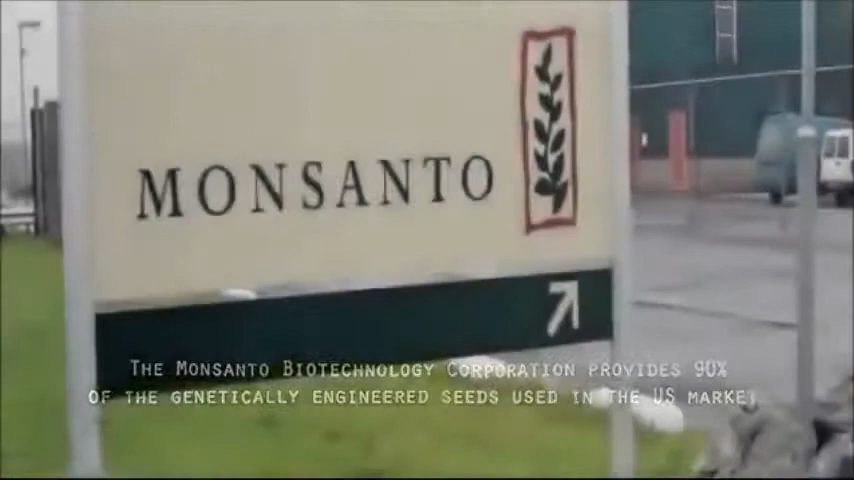 MONSANTO
THE MONSANTO BIOTECHNOLOGY CORPORATION PROVIDES 90%
OF THE GENETICALLY ENGINEERED SEEDS USED IN THE US MARKET